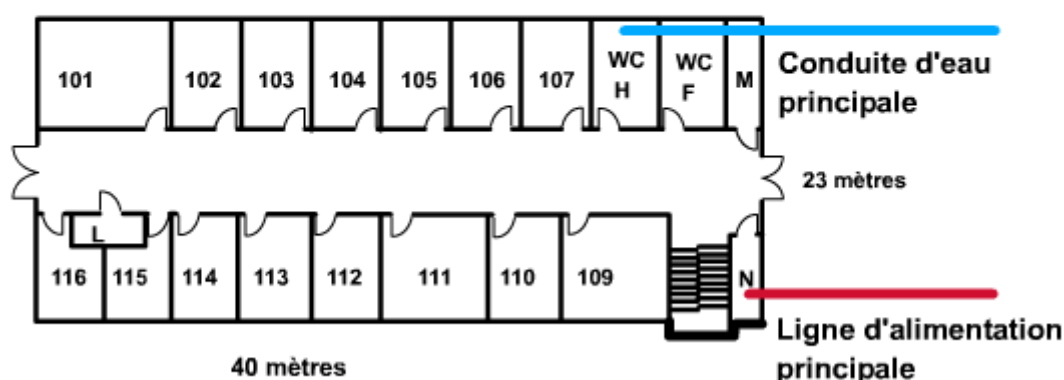 101
102
103
104
105
106
107
WC
H
WC
F
M
Conduite d'eau
principale
23 mètres
L
116
115
114
113
112
111
110
109
N
Ligne d'alimentation
principale
40 mètres